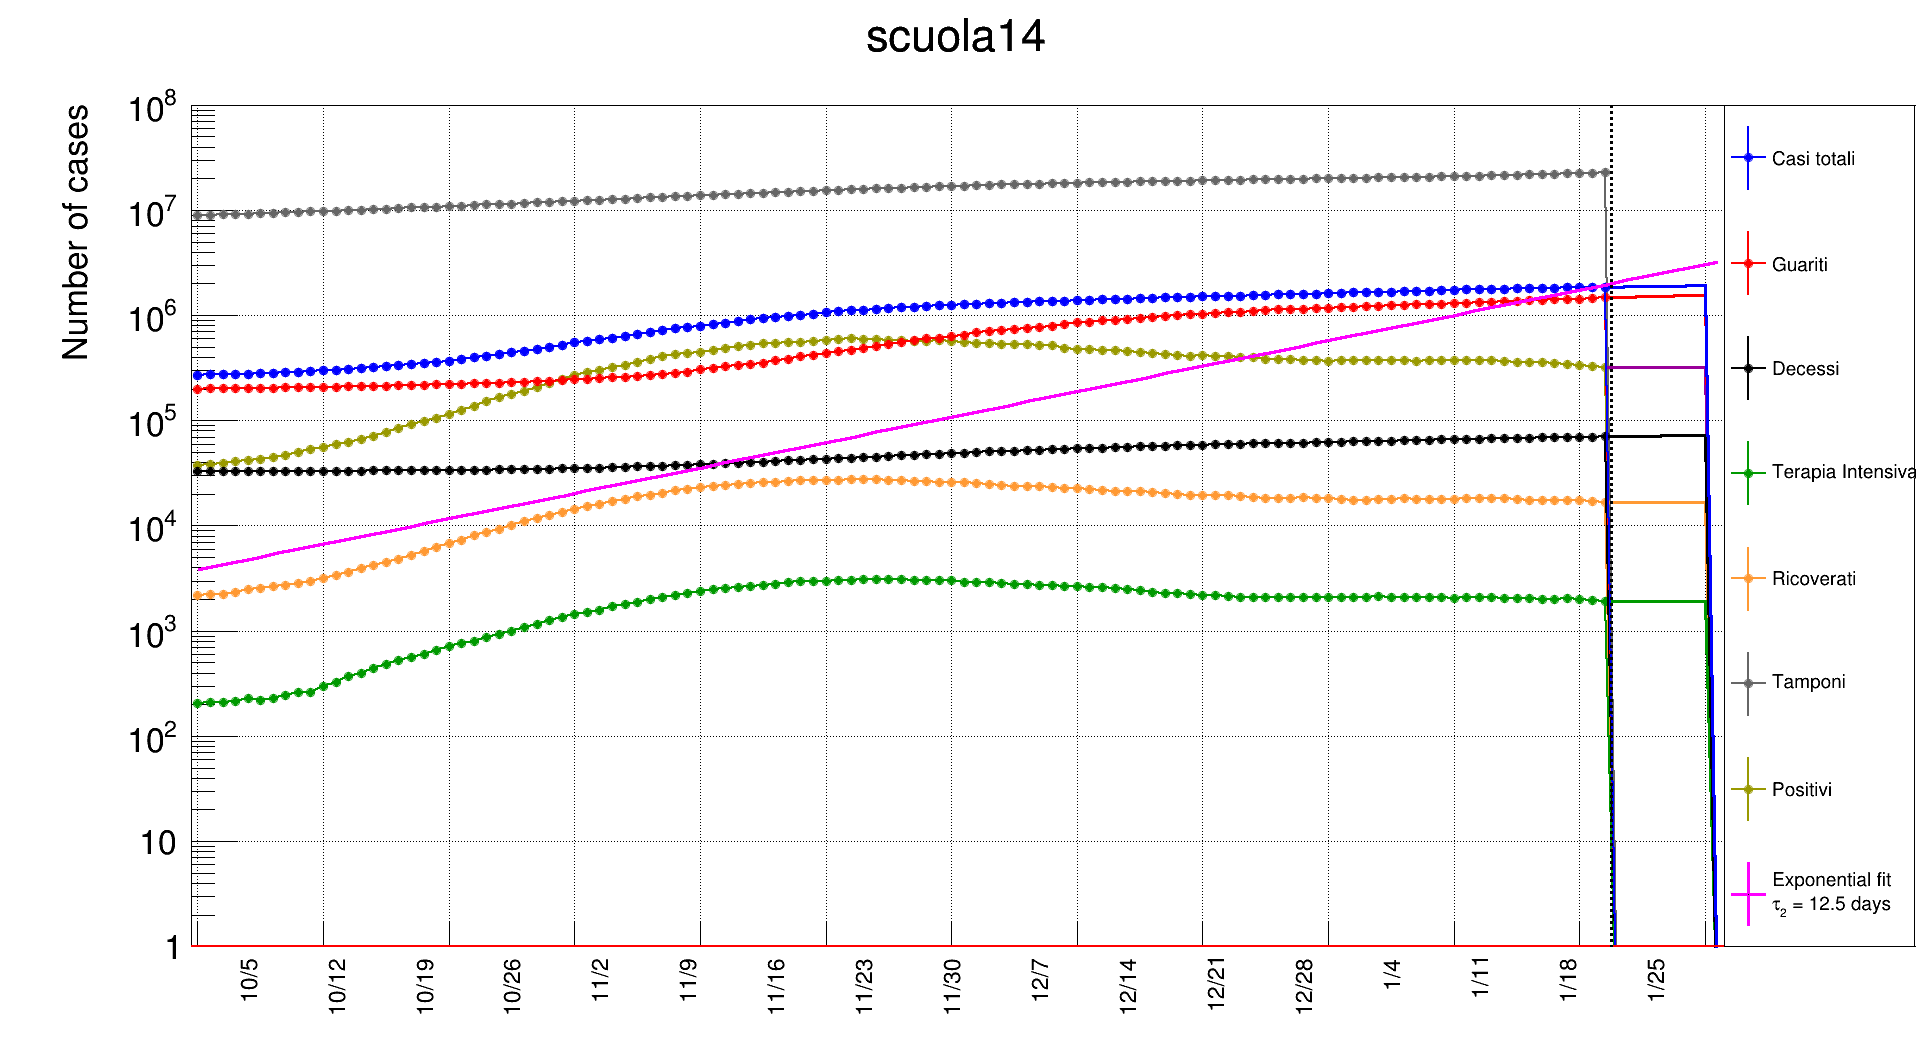 scuola14
Number of cases
10^8
10^7
10^6
10^5
10^4
10^3
10^2
10
1
10/5
10/12
10/19
10/26
11/2
11/9
11/16
11/23
11/30
12/7
12/14
12/21
12/28
1/4
1/11
1/18
1/25
Casi totali
Guariti
Decessi
Terapia Intensiva
Ricoverati
Tamponi
Positivi
Exponential fit
τ₂ = 12.5 days